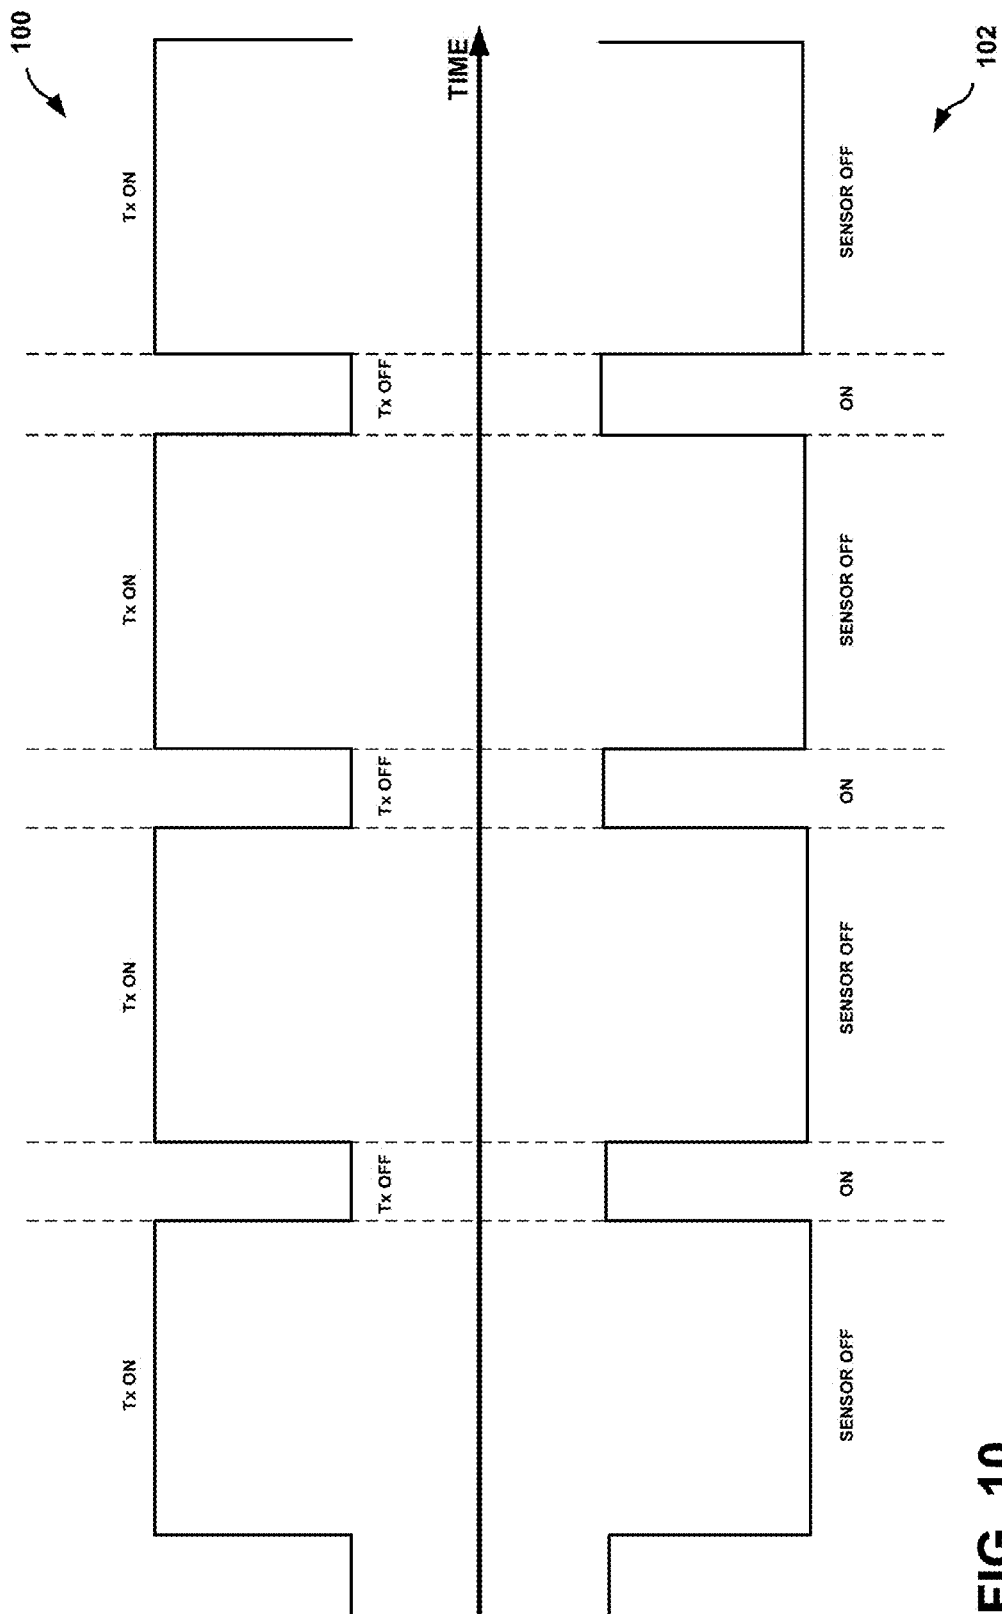 100
Tx ON Tx ON Tx ON Tx ON
Tx OFF Tx OFF Tx OFF
TIME
SENSOR OFF ON SENSOR OFF ON SENSOR OFF ON SENSOR OFF
102
FIG. 10